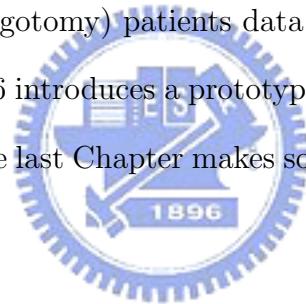 gotomy) patients data
6 introduces a prototyp
e last Chapter makes so
1896